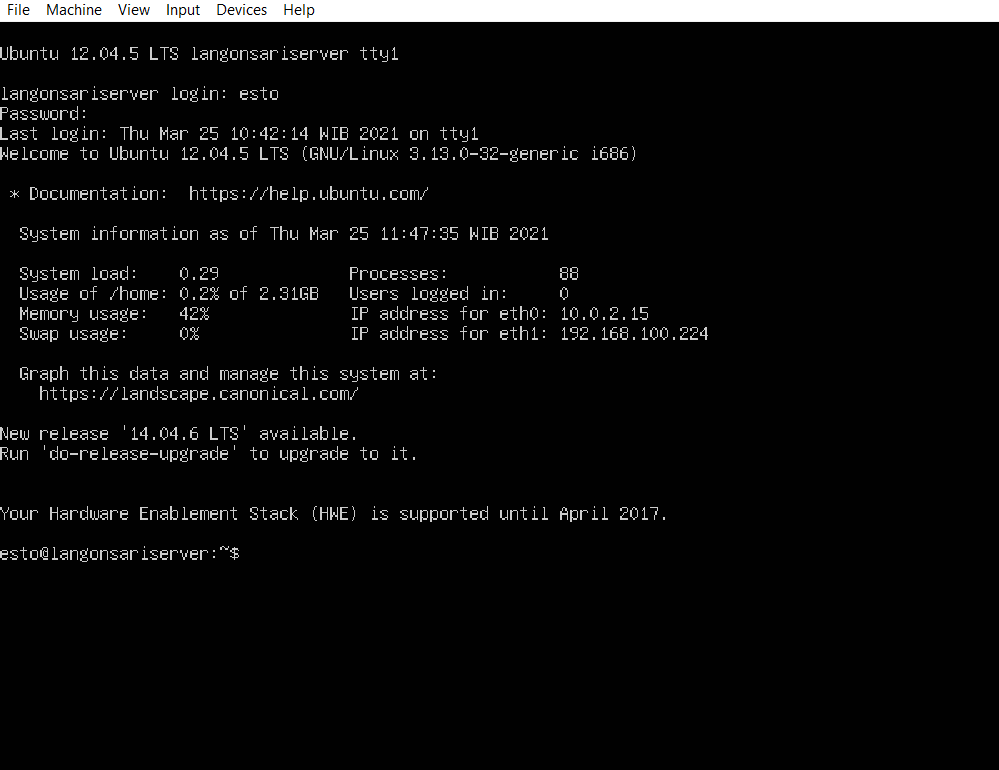 File Machine View Input Devices Help
Ubuntu 12.04.5 LTS langonsariserver tty1
langonsariserver login: esto
Password:
Last login: Thu Mar 25 10:42:14 WIB 2021 on tty1
Welcome to Ubuntu 12.04.5 LTS (GNU/Linux 3.13.0-32-generic i686)
* Documentation: https://help.ubuntu.com/
System information as of Thu Mar 25 11:47:35 WIB 2021
System load: 0.29 Processes: 88
Usage of /home: 0.2% of 2.31GB Users logged in: 0
Memory usage: 42% IP address for eth0: 10.0.2.15
Swap usage: 0% IP address for eth1: 192.168.100.224
Graph this data and manage this system at:
https://landscape.canonical.com/
New release '14.04.6 LTS' available.
Run 'do-release-upgrade' to upgrade to it.
Your Hardware Enablement Stack (HWE) is supported until April 2017.
esto@langonsariserver:~$